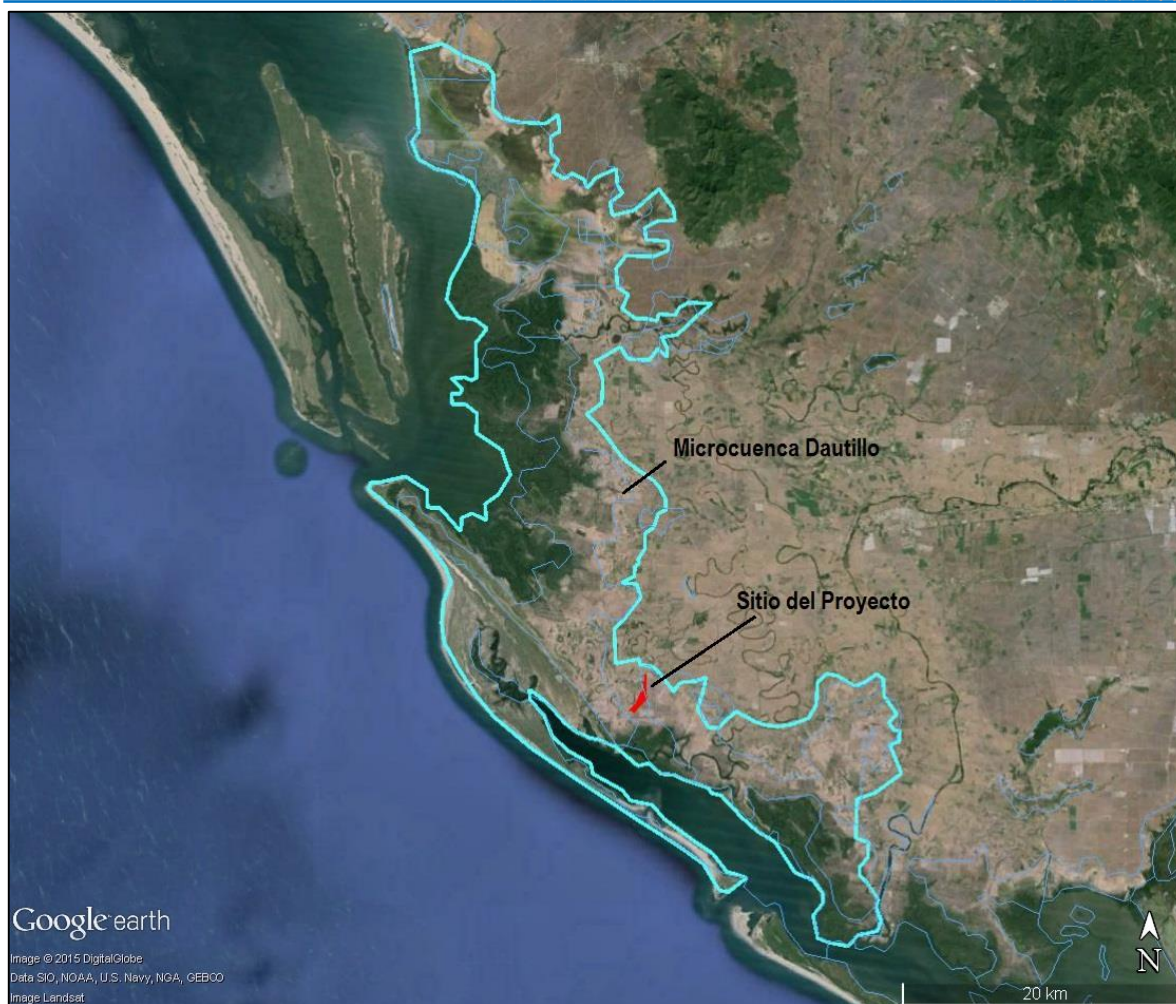 Microcuenca Dautillo
Sitio del Proyecto
Google earth
Image © 2015 DigitalGlobe
Data SIO, NOAA, U.S. Navy, NGA, GEBCO
Image Landsat
N
20 km